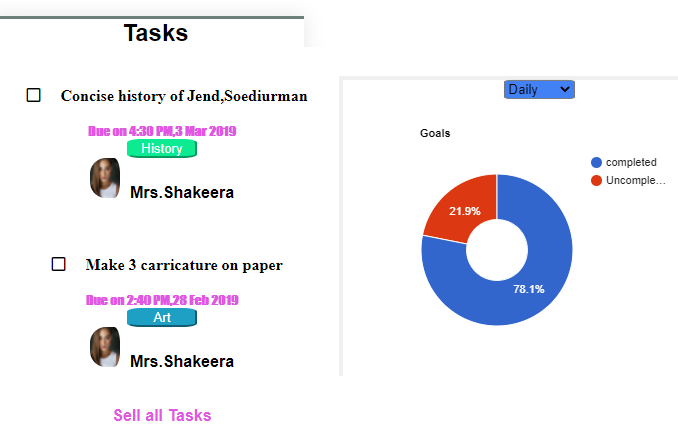 Tasks
Concise history of Jend,Soediurman
Due on 4:30 PM,3 Mar 2019
History
Mrs.Shakeera
Make 3 carricature on paper
Due on 2:40 PM,28 Feb 2019
Art
Mrs.Shakeera
Sell all Tasks
Daily
Goals
completed
Uncomple...
21.9%
78.1%